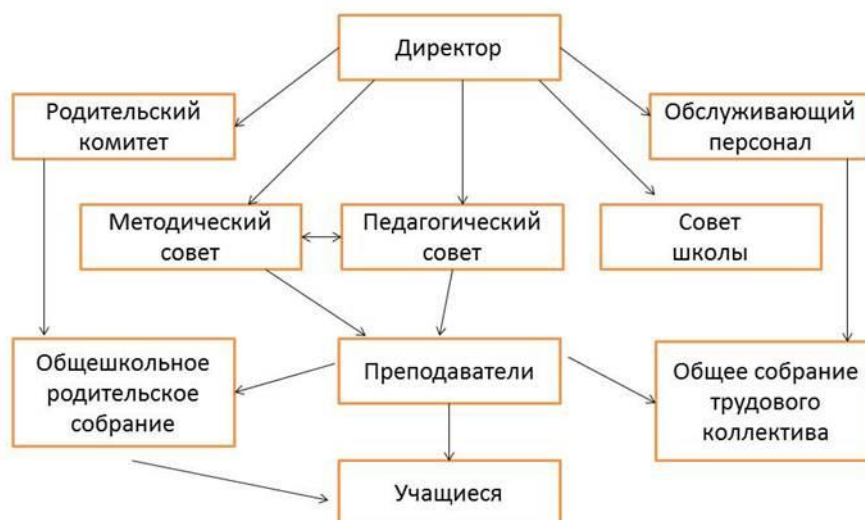 Директор
Родительский
комитет
Обслуживающий
персонал
Методический
совет
Педагогический
совет
Совет
школы
Общешкольное
родительское
собрание
Преподаватели
Общее собрание
трудового
коллектива
Учащиеся